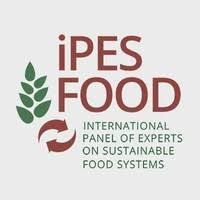 iPES
FOOD
INTERNATIONAL
PANEL OF EXPERTS
ON SUSTAINABLE
FOOD SYSTEMS